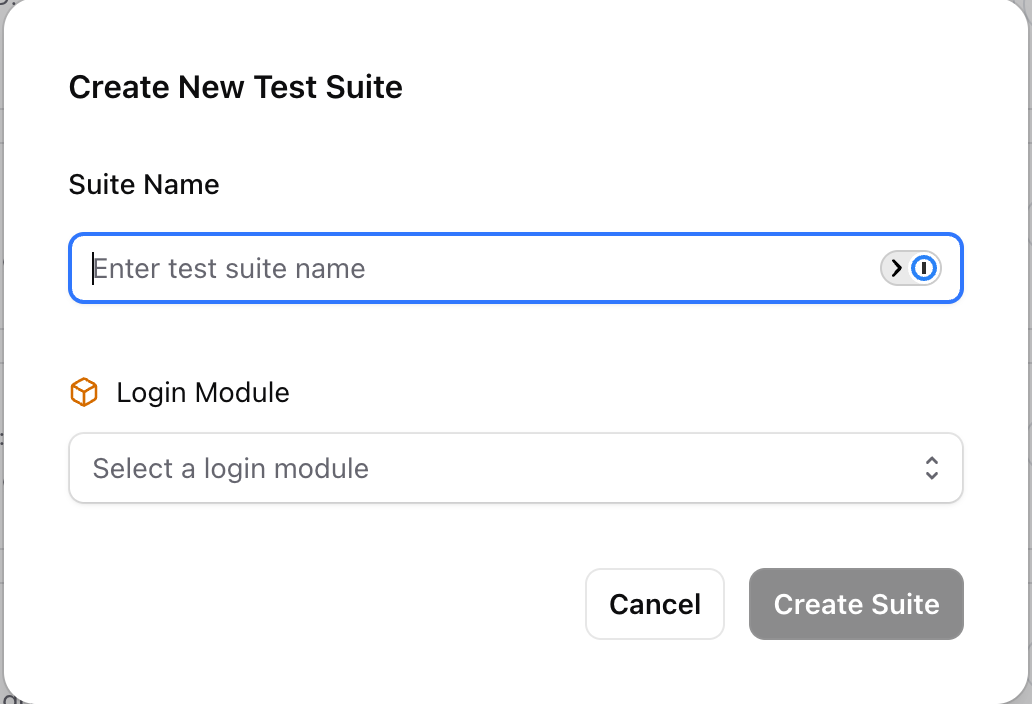 Create New Test Suite
Suite Name
Enter test suite name
Login Module
Select a login module
Cancel
Create Suite